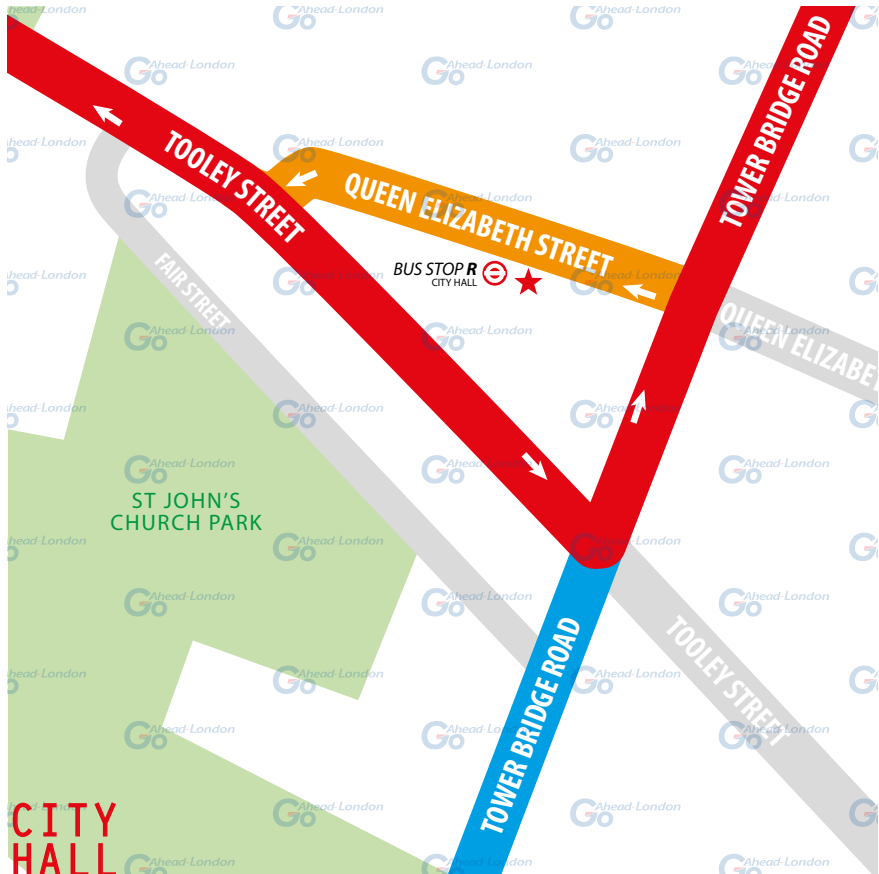 TOWER BRIDGE ROAD
TOOLEY STREET
QUEEN ELIZABETH STREET
BUS STOP R
CITY HALL
FAIR STREET
QUEEN ELIZABE
ST JOHN'S
CHURCH PARK
TOOLEY STREET
TOWER BRIDGE ROAD
CITY
HALL
Go Ahead-London